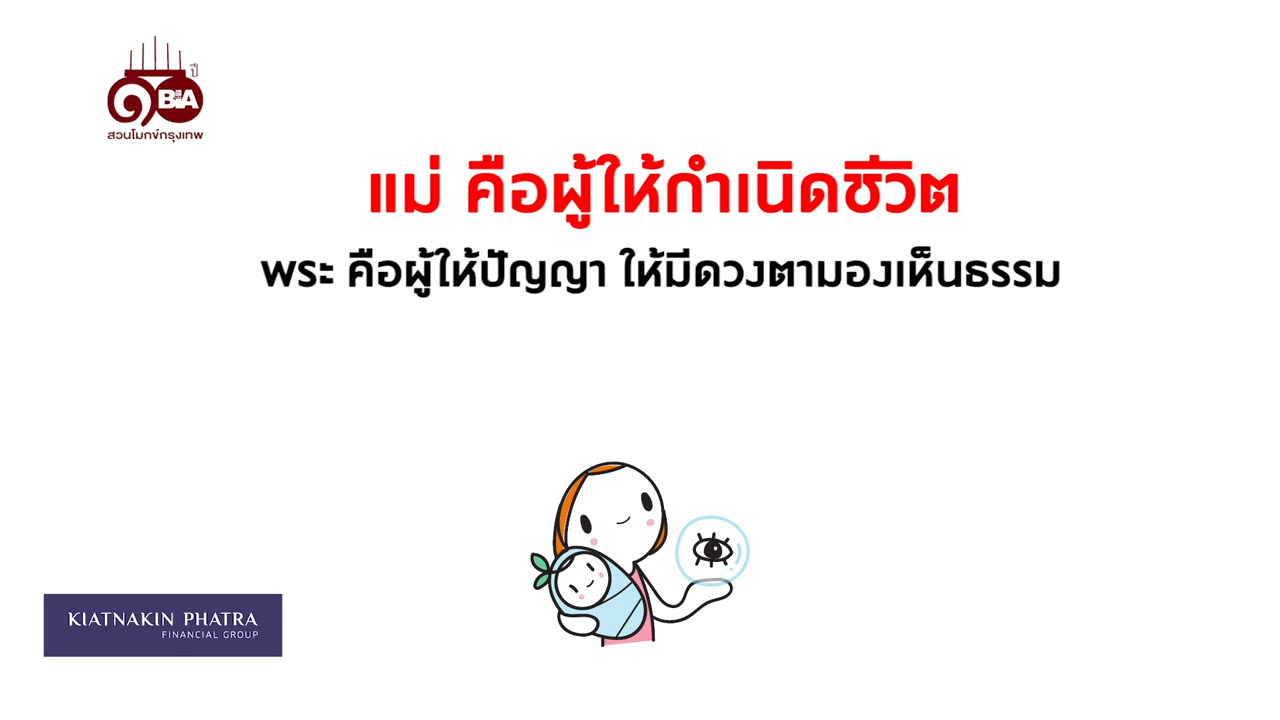 ๑๐ ปี
BIA
สวนโมกข์กรุงเทพ
แม่ คือผู้ให้กำเนิดชีวิต
พระ คือผู้ให้ปัญญา ให้มีดวงตามองเห็นธรรม
KIATNAKIN PHATRA
FINANCIAL GROUP